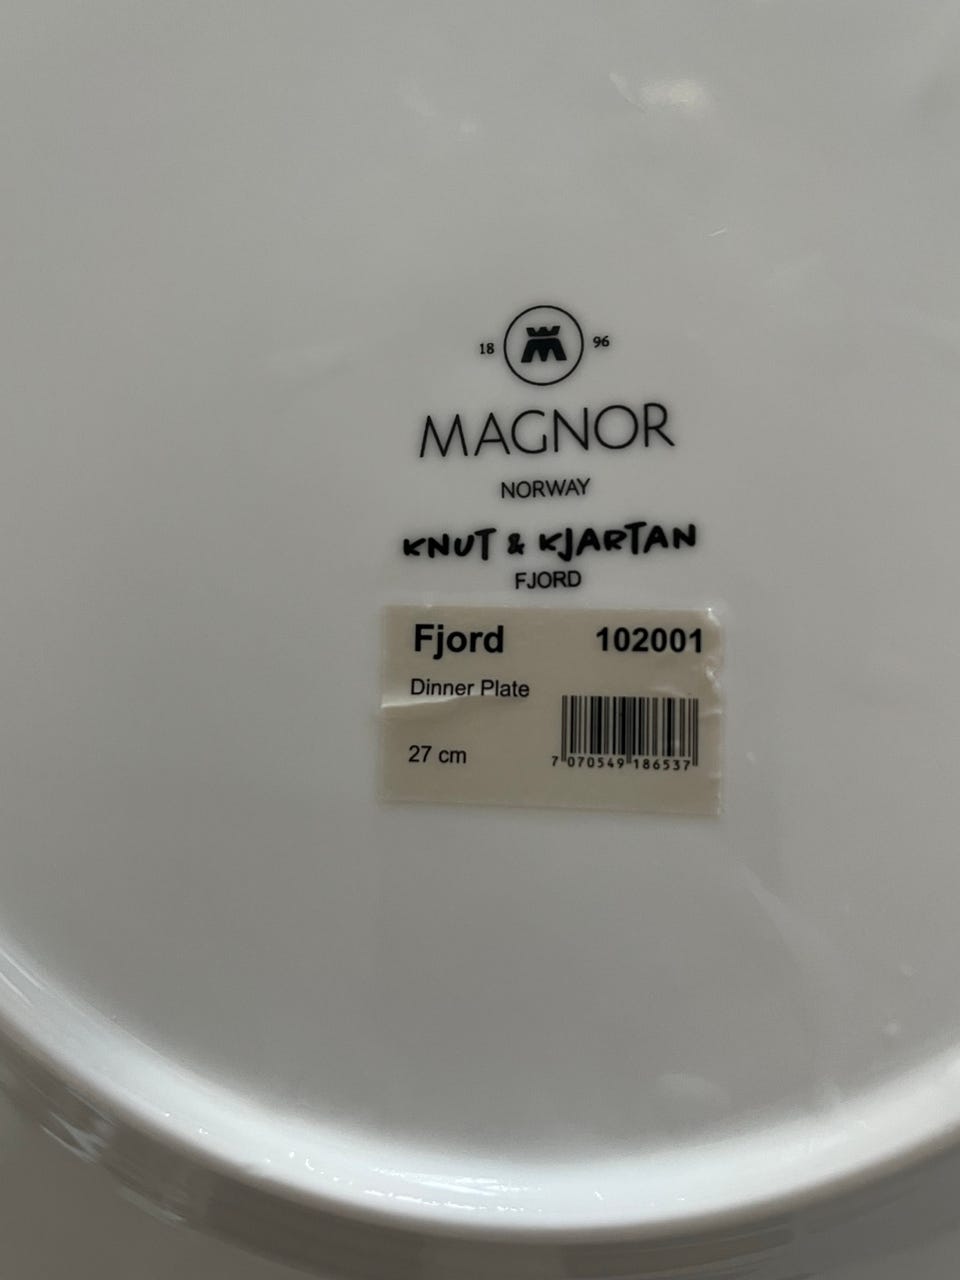 18 M 96
MAGNOR
NORWAY
KNUT & KJARTAN
FJORD
Fjord 102001
Dinner Plate
27 cm
7 070549 186537